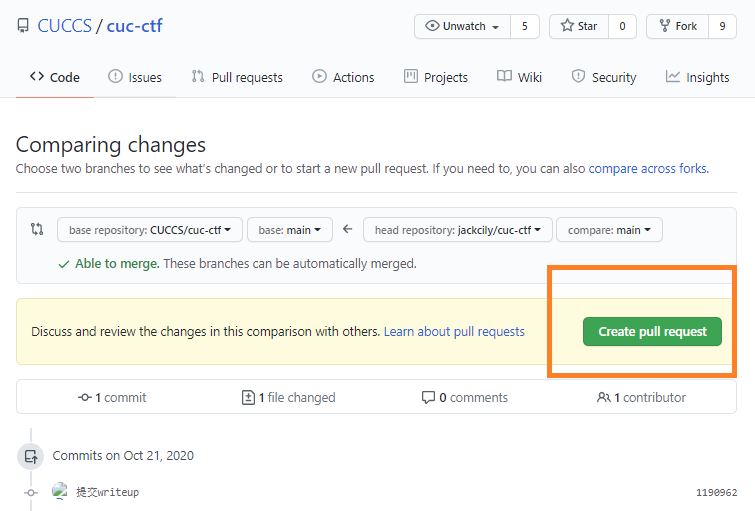 CUCCS / cuc-ctf Unwatch 5 Star 0 Fork 9
Code Issues Pull requests Actions Projects Wiki Security Insights
Comparing changes
Choose two branches to see what's changed or to start a new pull request. If you need to, you can also compare across forks.
base repository: CUCCS/cuc-ctf base: main head repository: jackcily/cuc-ctf compare: main
Able to merge. These branches can be automatically merged.
Discuss and review the changes in this comparison with others. Learn about pull requests Create pull request
1 commit 1 file changed 0 comments 1 contributor
Commits on Oct 21, 2020
提交writeup 1190962